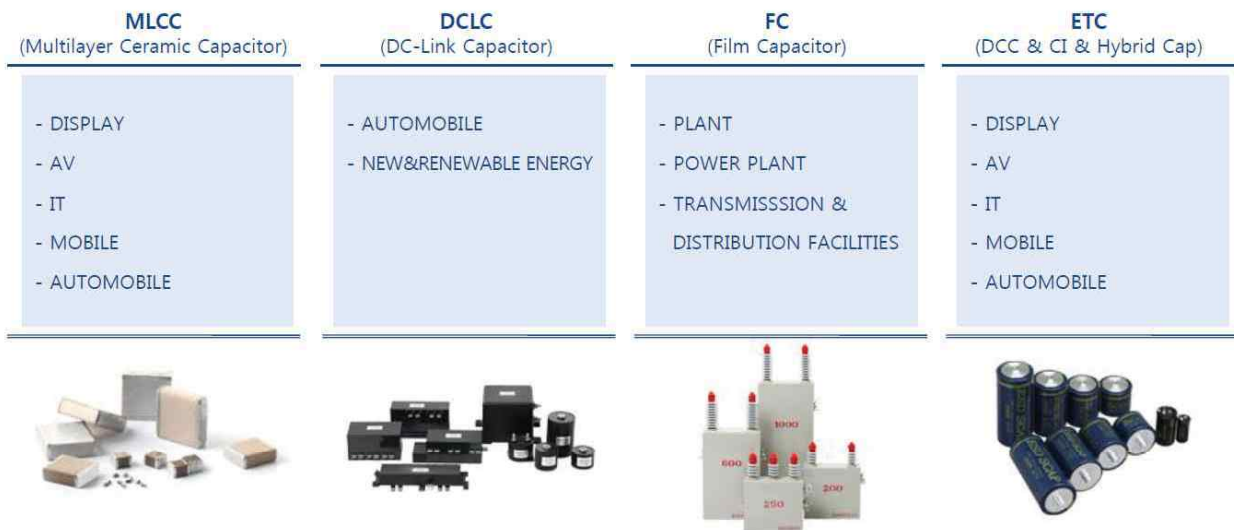 MLCC
(Multilayer Ceramic Capacitor)
- DISPLAY
- AV
- IT
- MOBILE
- AUTOMOBILE
DCLC
(DC-Link Capacitor)
- AUTOMOBILE
- NEW&RENEWABLE ENERGY
FC
(Film Capacitor)
- PLANT
- POWER PLANT
- TRANSMISSSION &
DISTRIBUTION FACILITIES
1000
600
250
200
ETC
(DCC & CI & Hybrid Cap)
- DISPLAY
- AV
- IT
- MOBILE
- AUTOMOBILE